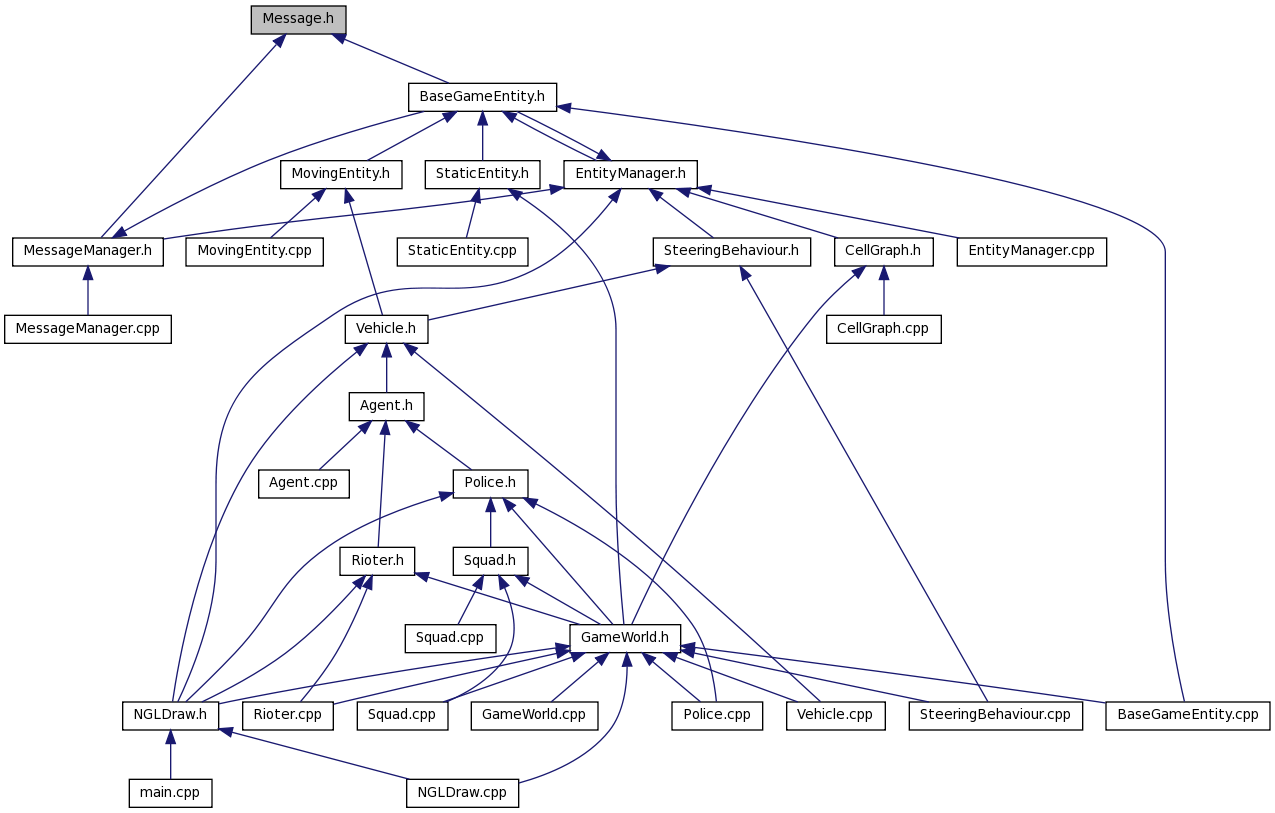 Message.h
BaseGameEntity.h
MovingEntity.h
StaticEntity.h
EntityManager.h
MessageManager.h
MovingEntity.cpp
StaticEntity.cpp
SteeringBehaviour.h
CellGraph.h
EntityManager.cpp
MessageManager.cpp
Vehicle.h
CellGraph.cpp
Agent.h
Agent.cpp
Police.h
Rioter.h
Squad.h
Squad.cpp
GameWorld.h
NGLDraw.h
Rioter.cpp
Squad.cpp
GameWorld.cpp
Police.cpp
Vehicle.cpp
SteeringBehaviour.cpp
BaseGameEntity.cpp
main.cpp
NGLDraw.cpp